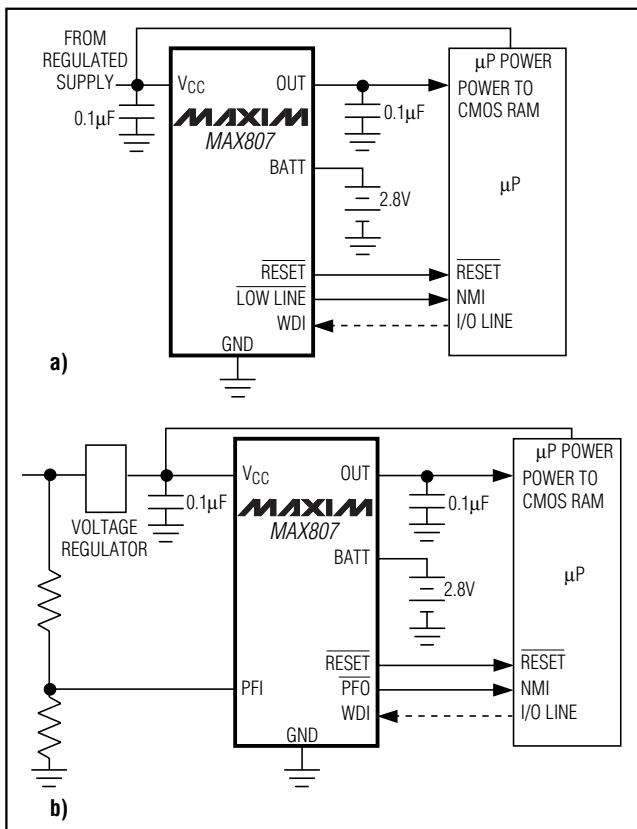 FROM
REGULATED
SUPPLY
0.1µF
VCC
OUT
MAXIM
MAX807
BATT
RESET
LOW LINE
WDI
GND
0.1µF
2.8V
µP POWER
POWER TO
CMOS RAM
µP
RESET
NMI
I/O LINE
a)
VOLTAGE
REGULATOR
0.1µF
VCC
OUT
MAXIM
MAX807
BATT
PFI
RESET
PFO
WDI
GND
0.1µF
2.8V
µP POWER
POWER TO
CMOS RAM
µP
RESET
NMI
I/O LINE
b)